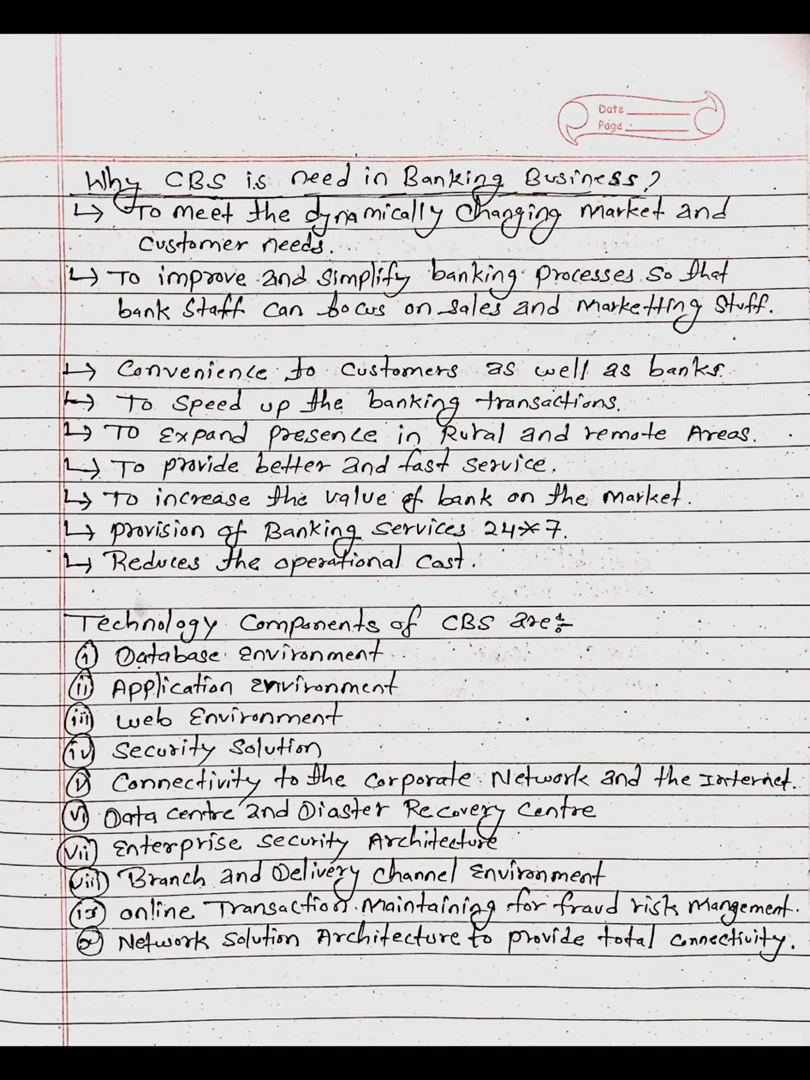 Date
Page
Why CBS is need in Banking Business?
↳ To meet the dynamically changing market and
customer needs.
↳ To improve and simplify banking processes so that
bank staff can focus on sales and marketting stuff.
↳ Convenience to customers as well as banks.
↳ To speed up the banking transactions.
↳ To Expand presence in Rural and remote Areas.
↳ To provide better and fast service.
↳ To increase the value of bank on the market.
↳ provision of Banking services 24*7.
↳ Reduces the operational cost.
Technology Components of CBS are:-
(i) Database Environment
(ii) Application Environment
(iii) web Environment
(iv) Security Solution
(v) Connectivity to the corporate Network and the Internet.
(vi) Data centre and Diaster Recovery Centre
(vii) Enterprise Security Architecture
(viii) Branch and Delivery Channel Environment
(ix) online Transaction Maintaining for fraud risk Mangement.
(x) Network Solution Architecture to provide total connectivity.